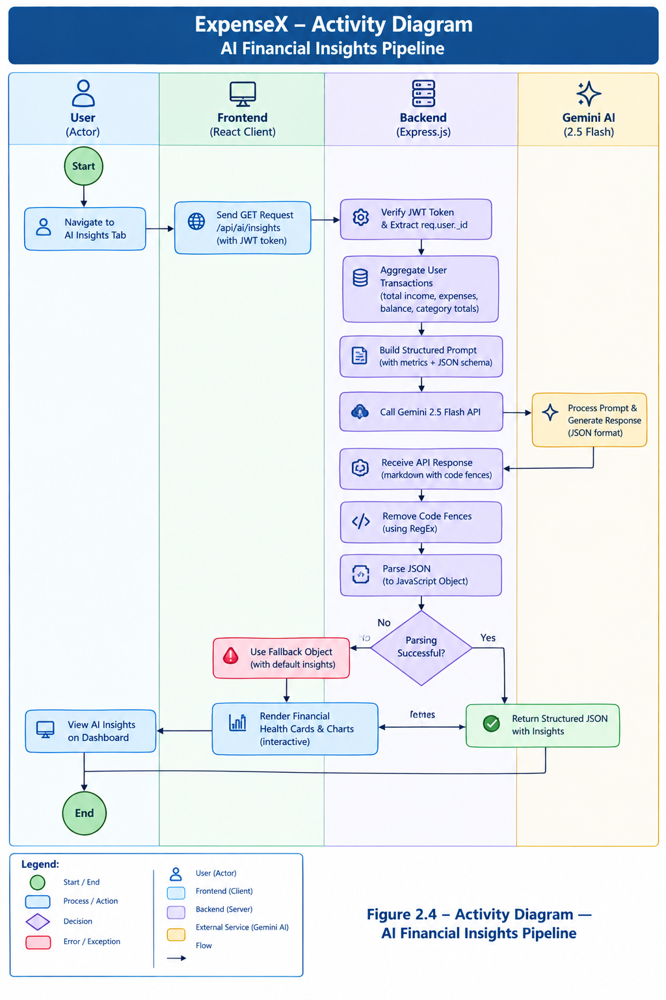 ExpenseX – Activity Diagram
AI Financial Insights Pipeline
User
(Actor)
Frontend
(React Client)
Backend
(Express.js)
Gemini AI
(2.5 Flash)
Start
Navigate to
AI Insights Tab
Send GET Request
/api/ai/insights
(with JWT token)
Verify JWT Token
& Extract req.user._id
Aggregate User
Transactions
(total income, expenses,
balance, category totals)
Build Structured Prompt
(with metrics + JSON schema)
Call Gemini 2.5 Flash API
Process Prompt &
Generate Response
(JSON format)
Receive API Response
(markdown with code fences)
Remove Code Fences
(using RegEx)
Parse JSON
(to JavaScript Object)
No
Parsing
Successful?
Yes
Use Fallback Object
(with default insights)
Render Financial
Health Cards & Charts
(interactive)
Return Structured JSON
with Insights
View AI Insights
on Dashboard
End
Legend:
Start / End
Process / Action
Decision
Error / Exception
User (Actor)
Frontend (Client)
Backend (Server)
External Service (Gemini AI)
Flow
Figure 2.4 – Activity Diagram —
AI Financial Insights Pipeline